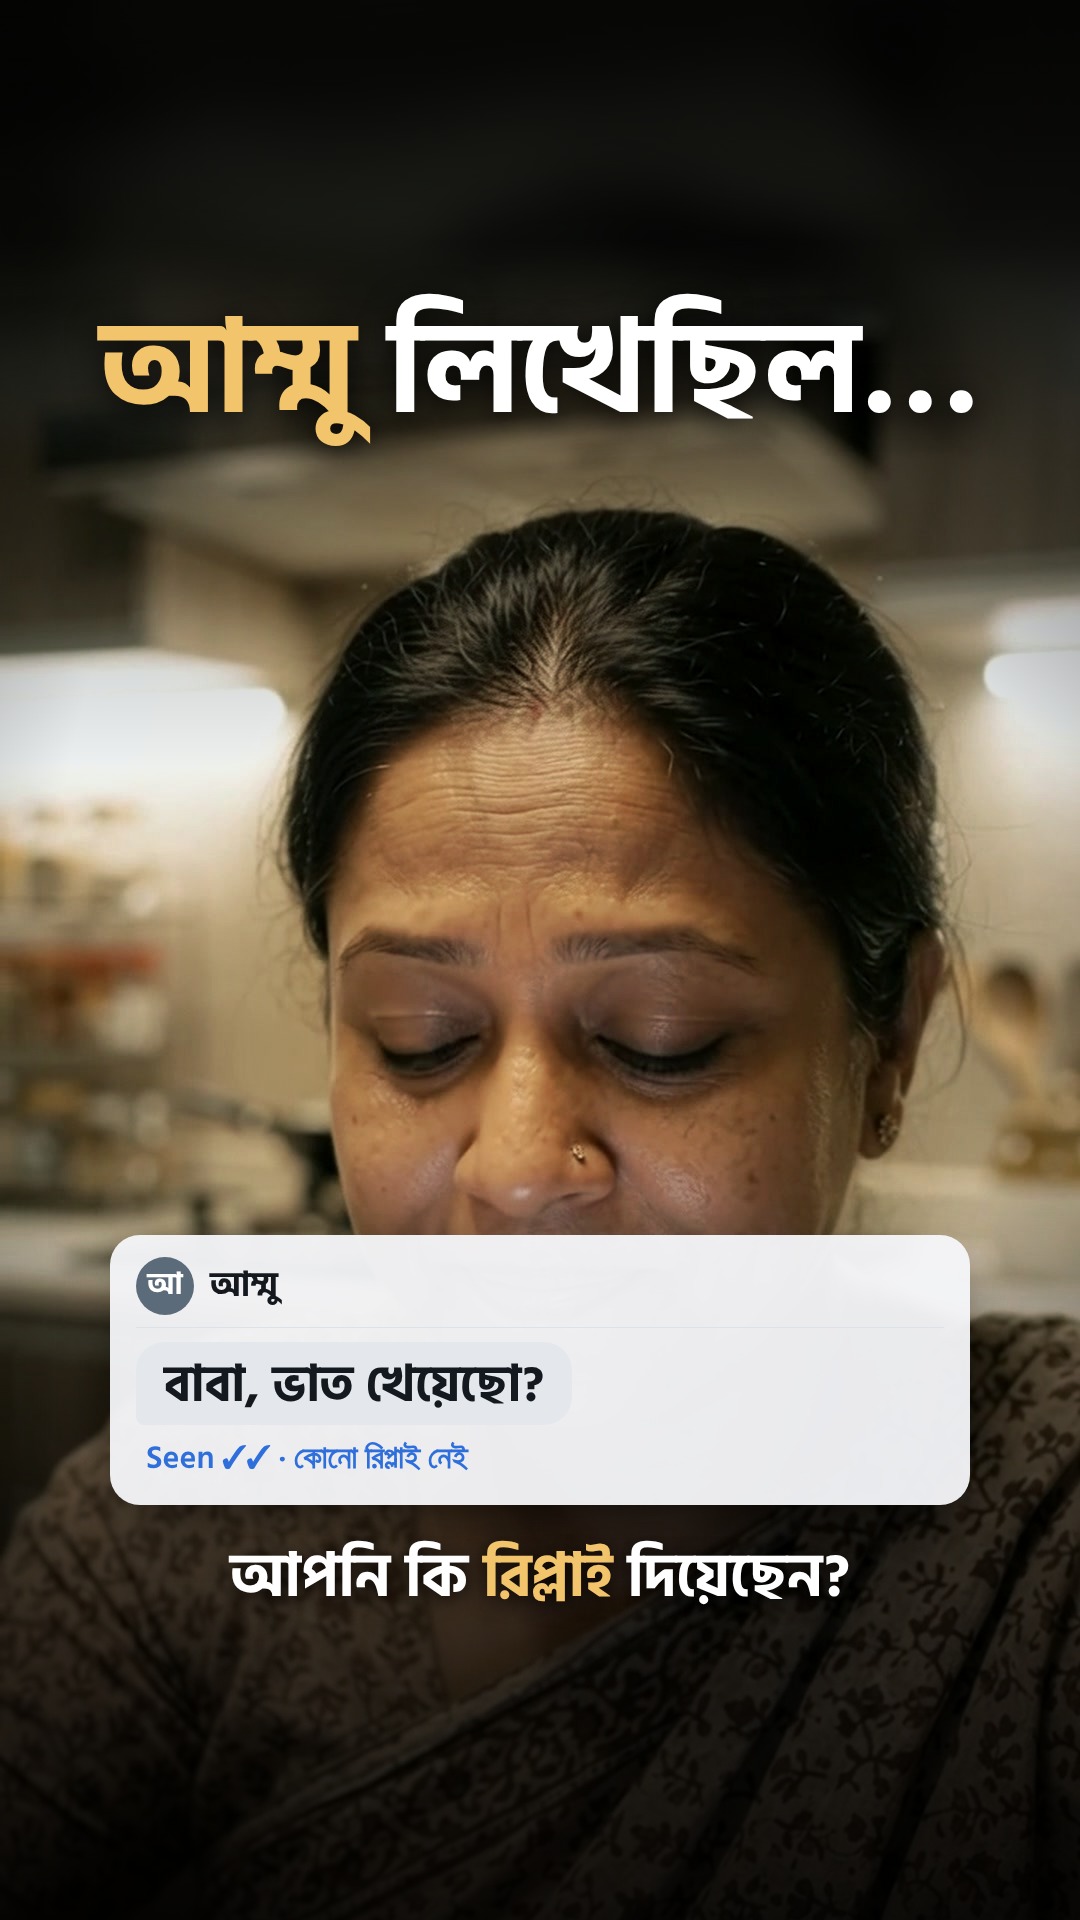 আম্মু লিখেছিল...
আ আম্মু
বাবা, ভাত খেয়েছো?
Seen ✓✓ · কোনো রিপ্লাই নেই
আপনি কি রিপ্লাই দিয়েছেন?